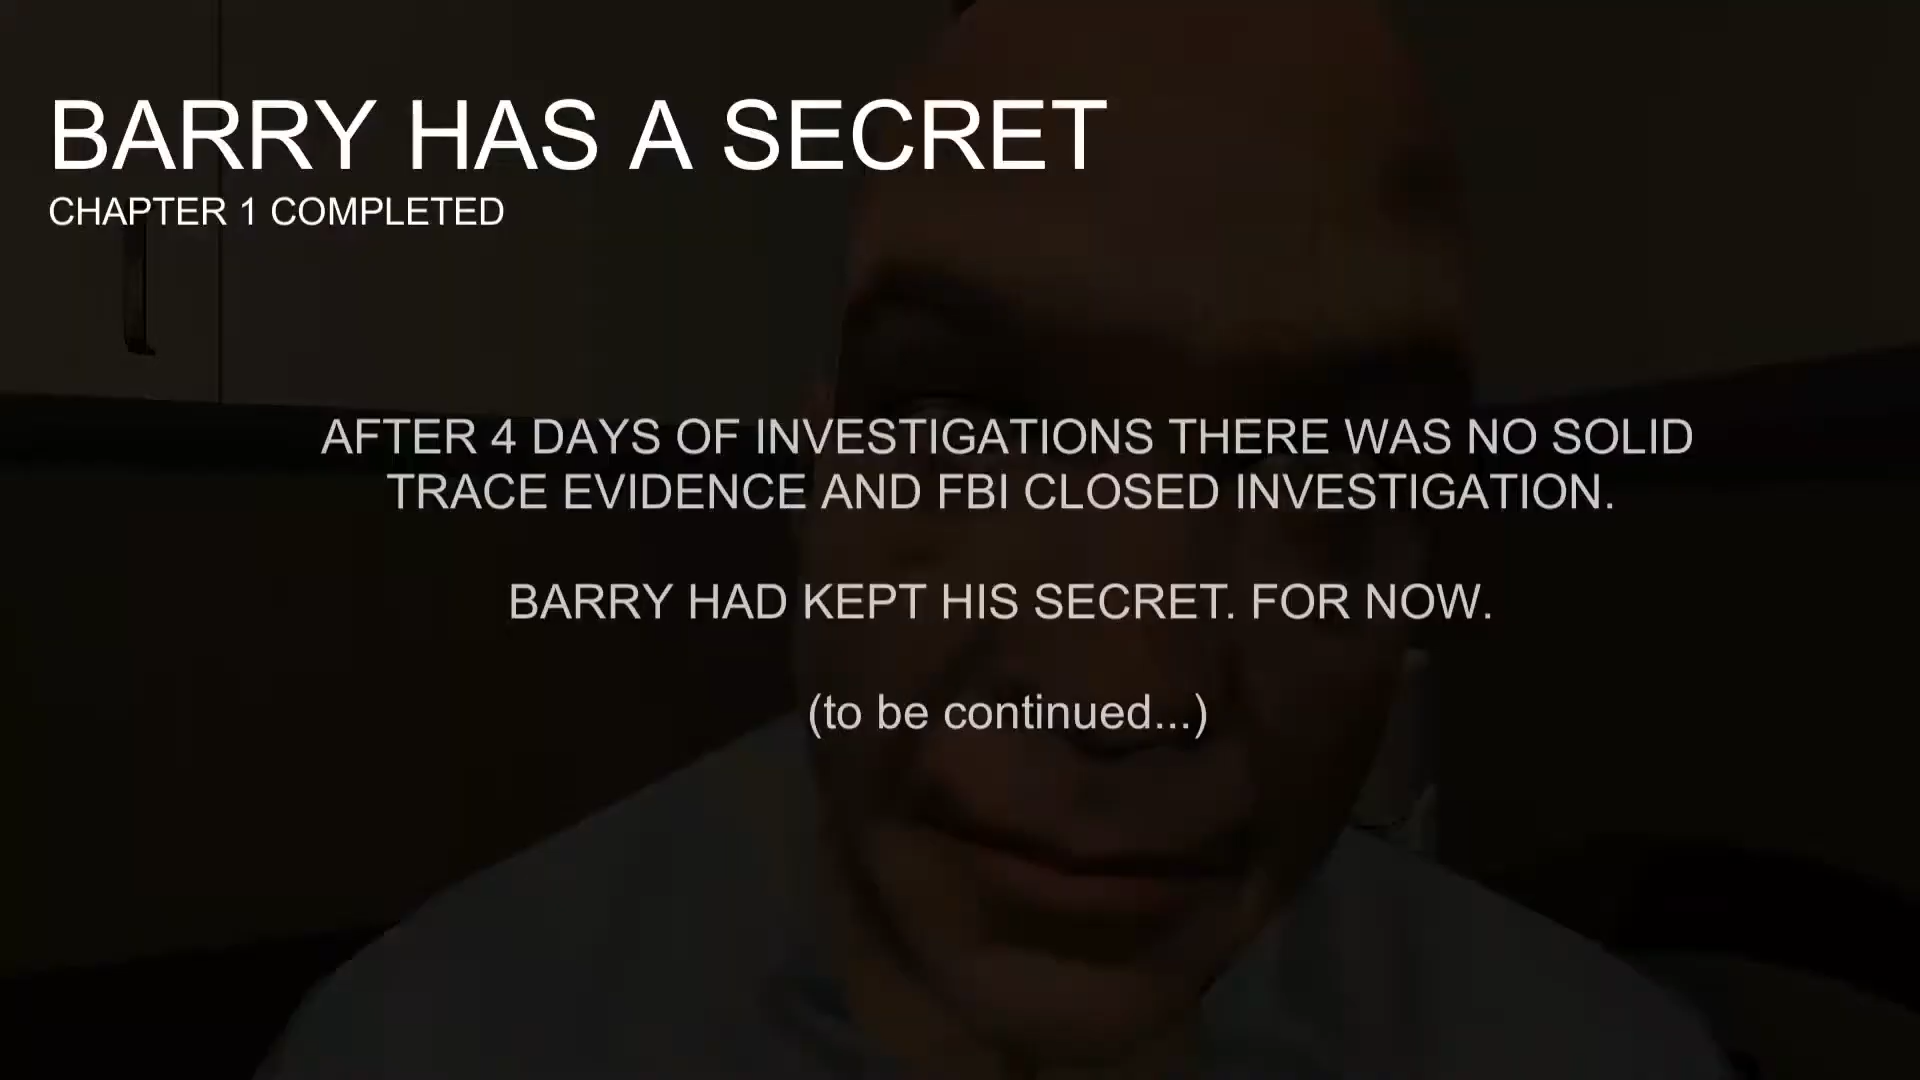 BARRY HAS A SECRET
CHAPTER 1 COMPLETED
AFTER 4 DAYS OF INVESTIGATIONS THERE WAS NO SOLID
TRACE EVIDENCE AND FBI CLOSED INVESTIGATION.
BARRY HAD KEPT HIS SECRET. FOR NOW.
(to be continued...)